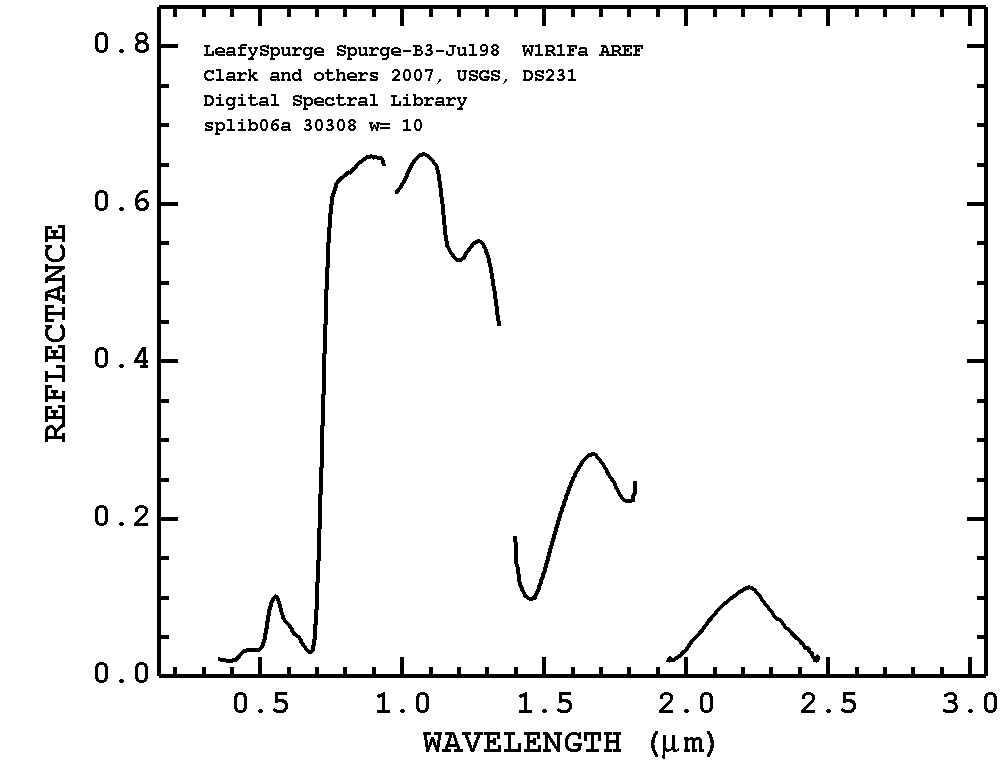 LeafySpurge Spurge-B3-Jul98 W1R1Fa AREF
Clark and others 2007, USGS, DS231
Digital Spectral Library
splib06a 30308 w= 10
REFLECTANCE
0.8
0.6
0.4
0.2
0.0
0.5 1.0 1.5 2.0 2.5 3.0
WAVELENGTH (μm)